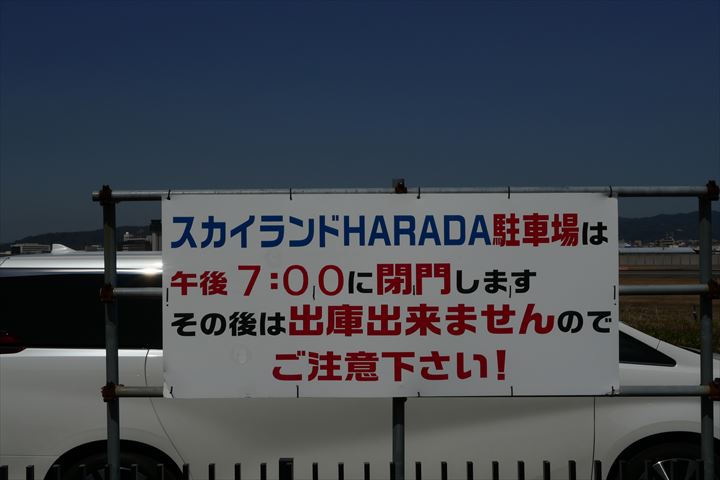 スカイランドHARADA駐車場は
午後7:00に閉門します
その後は出庫出来ませんので
ご注意下さい!